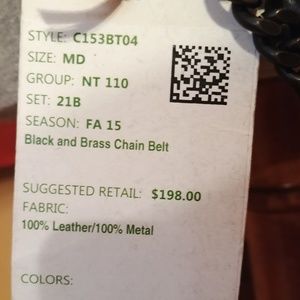 STYLE: C153BT04
SIZE: MD
GROUP: NT 110
SET: 21B
SEASON: FA 15
Black and Brass Chain Belt
SUGGESTED RETAIL: $198.00
FABRIC:
100% Leather/100% Metal
COLORS: